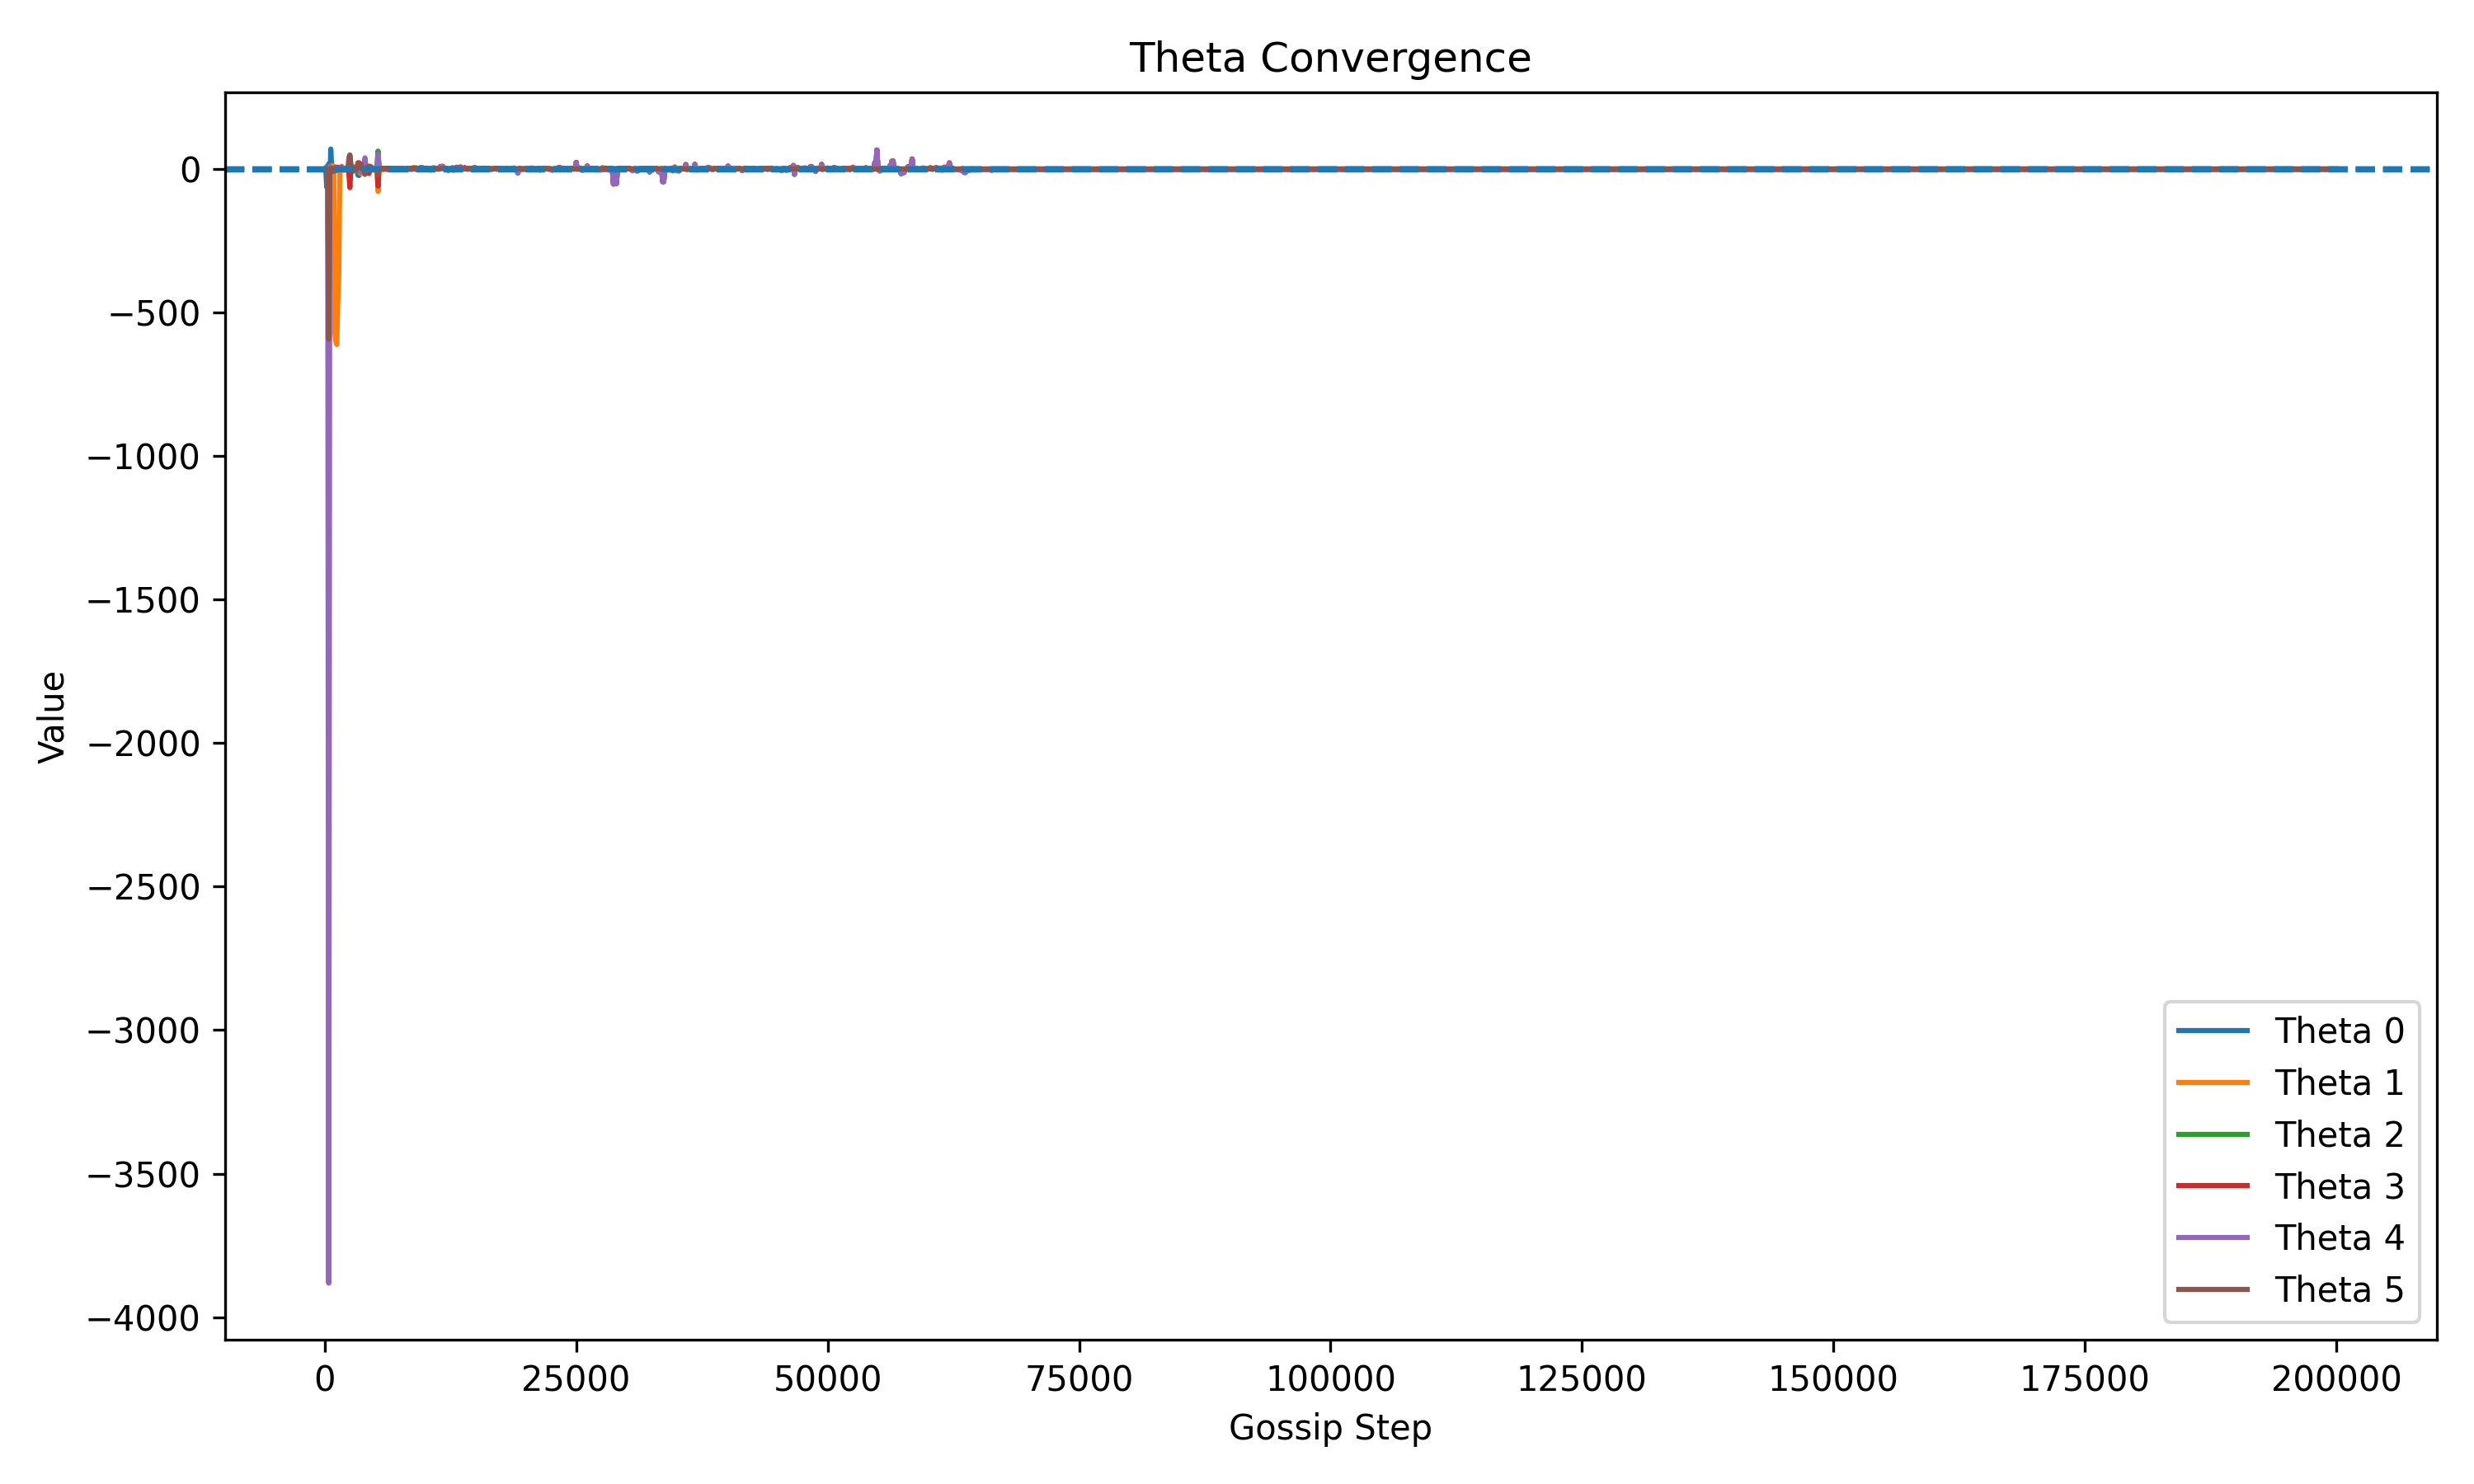 Theta Convergence
0
−500
−1000
−1500
−2000
−2500
−3000
−3500
−4000
Value
0 25000 50000 75000 100000 125000 150000 175000 200000
Gossip Step
Theta 0
Theta 1
Theta 2
Theta 3
Theta 4
Theta 5